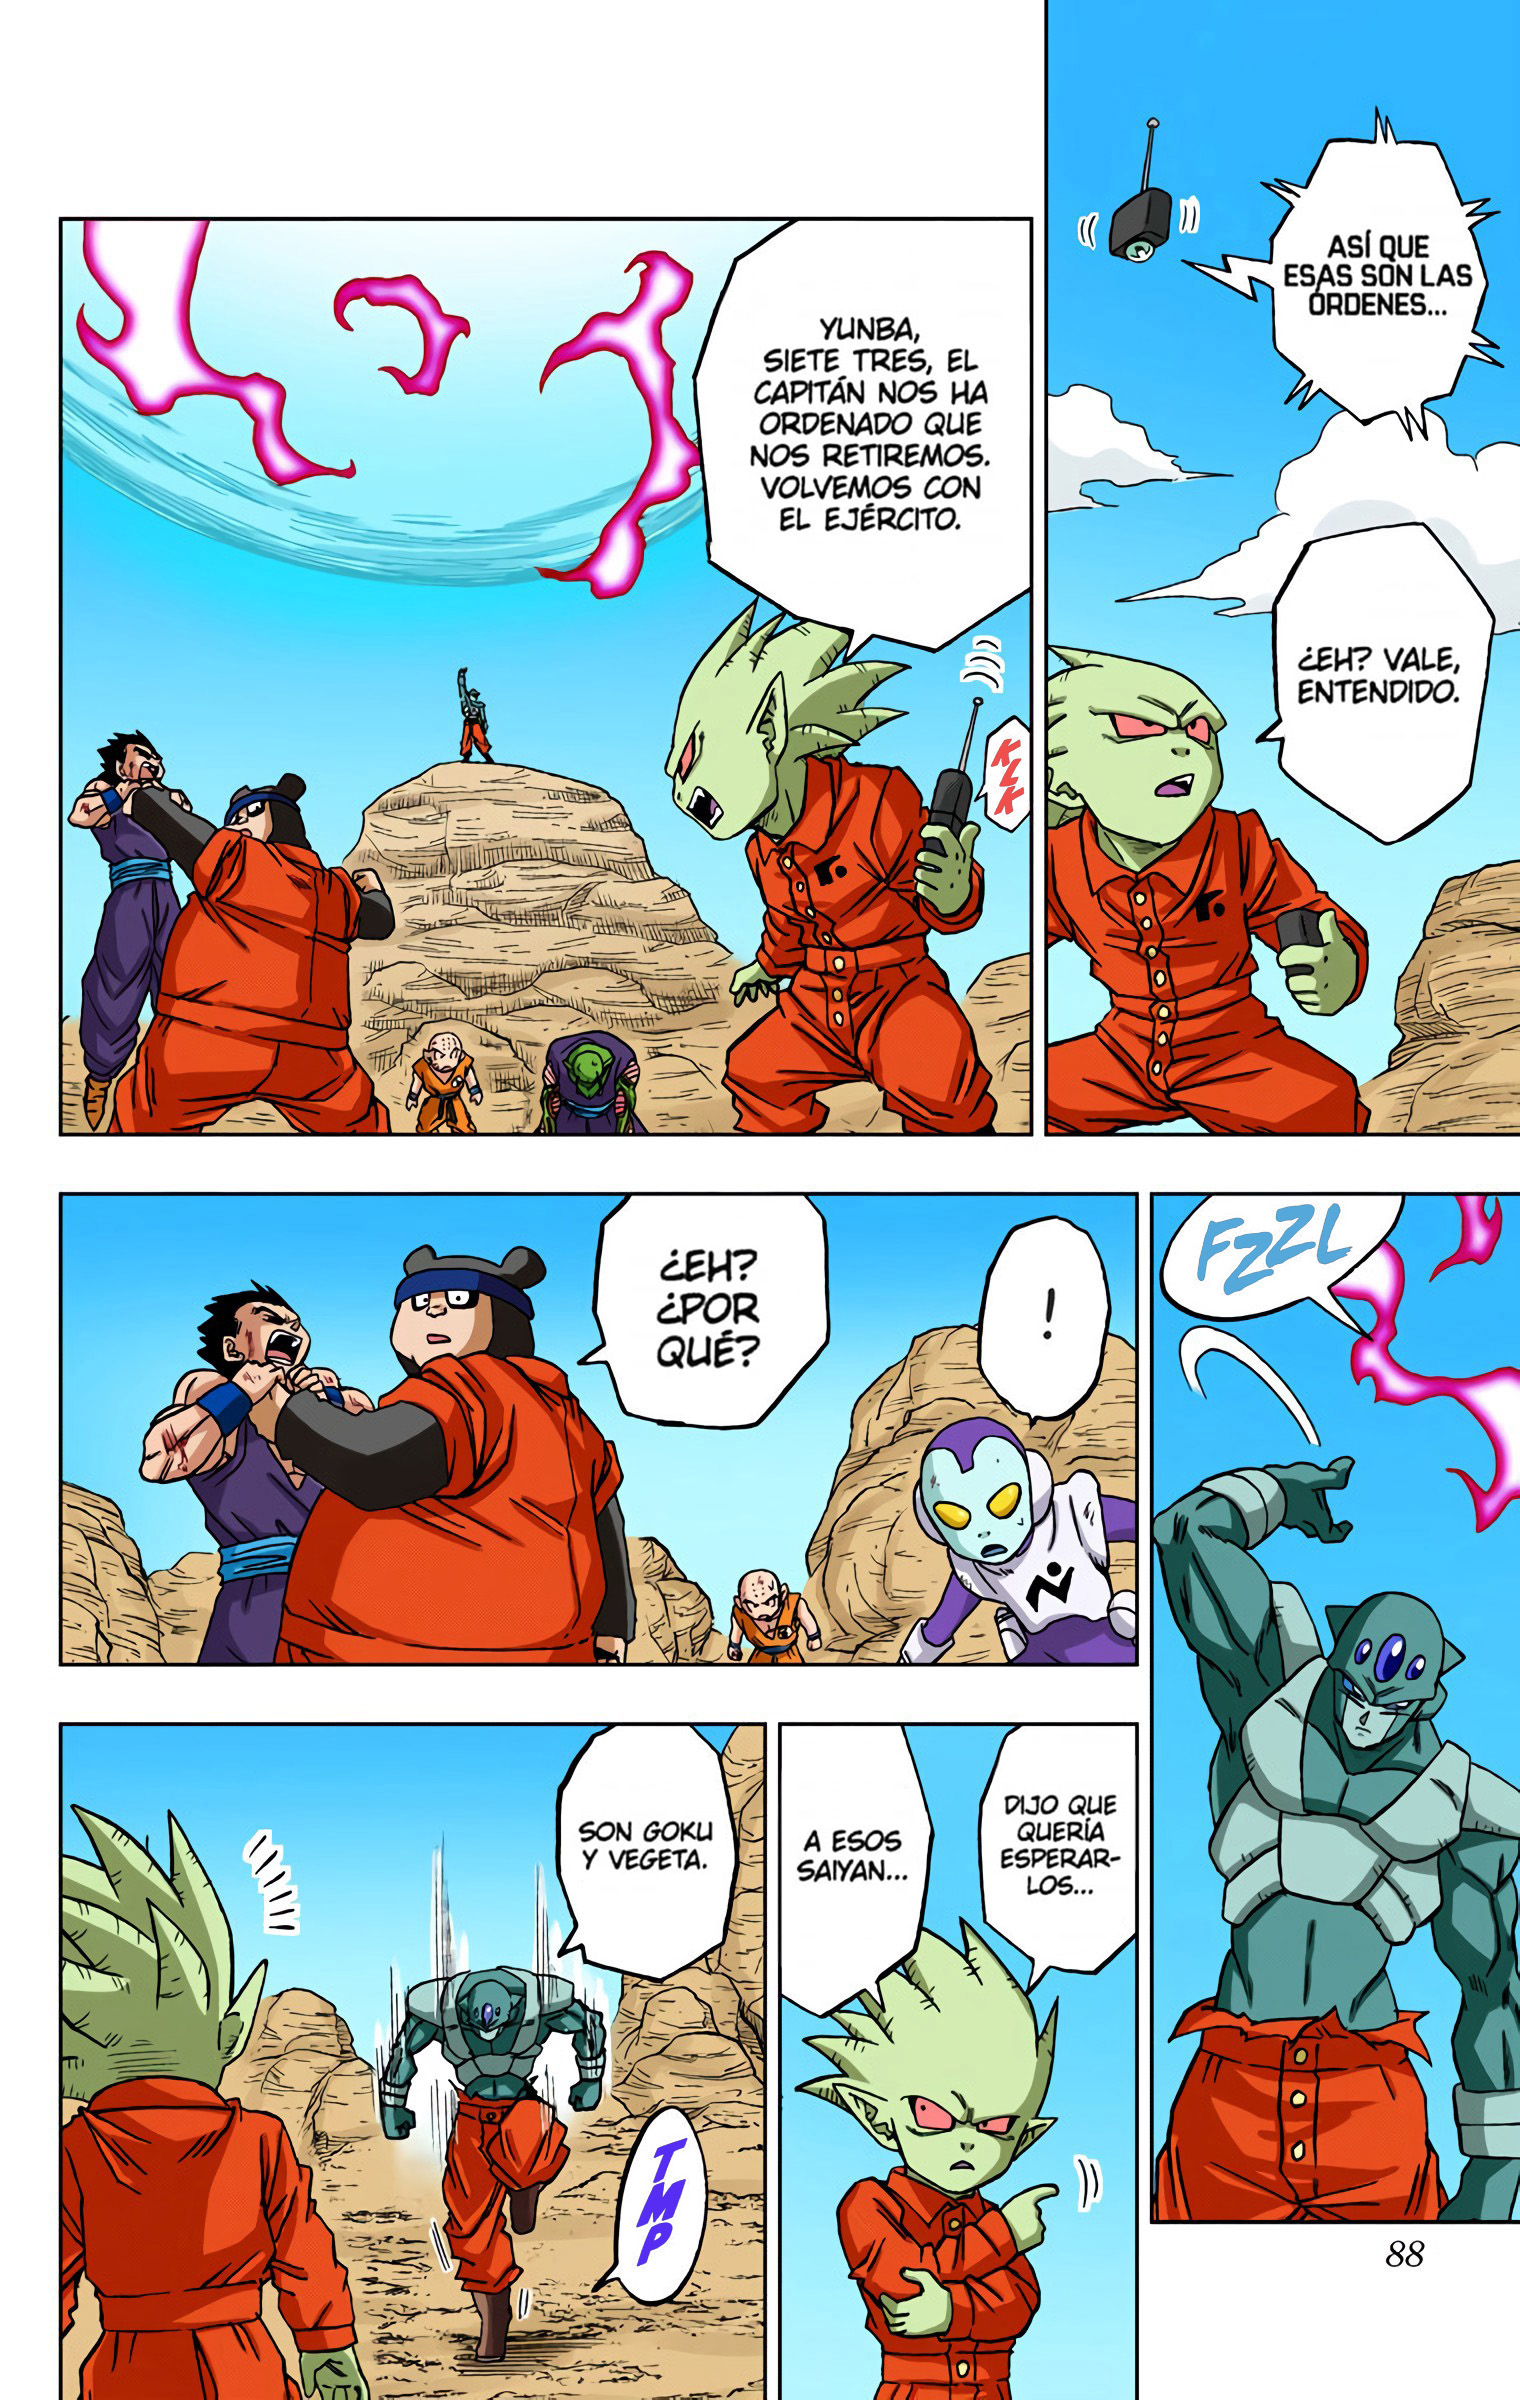 ASÍ QUE
ESAS SON LAS
ÓRDENES...
¿EH? VALE,
ENTENDIDO.
YUNBA,
SIETE TRES, EL
CAPITÁN NOS HA
ORDENADO QUE
NOS RETIREMOS.
VOLVEMOS CON
EL EJÉRCITO.
KLK
r.
r.
FZZL
!
¿EH?
¿POR
QUÉ?
DIJO QUE
QUERÍA
ESPERAR-
LOS...
A ESOS
SAIYAN...
SON GOKU
Y VEGETA.
TMP
88